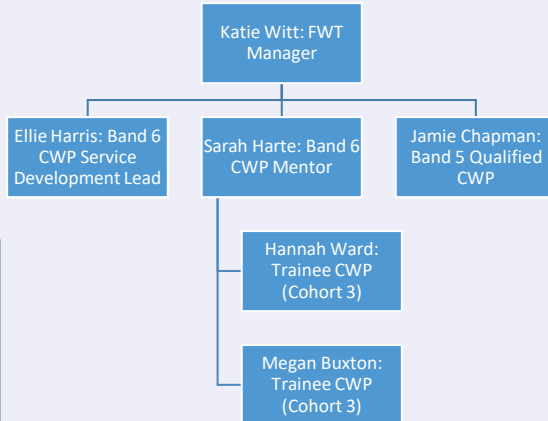 Katie Witt: FWT
Manager
Ellie Harris: Band 6
CWP Service
Development Lead
Sarah Harte: Band 6
CWP Mentor
Jamie Chapman:
Band 5 Qualified
CWP
Hannah Ward:
Trainee CWP
(Cohort 3)
Megan Buxton:
Trainee CWP
(Cohort 3)